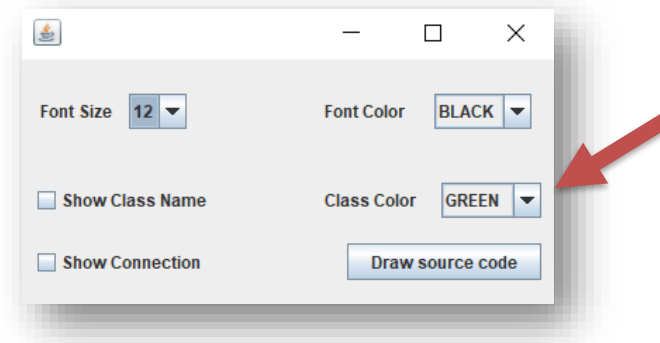 Font Size 12 Font Color BLACK
Show Class Name Class Color GREEN
Show Connection Draw source code